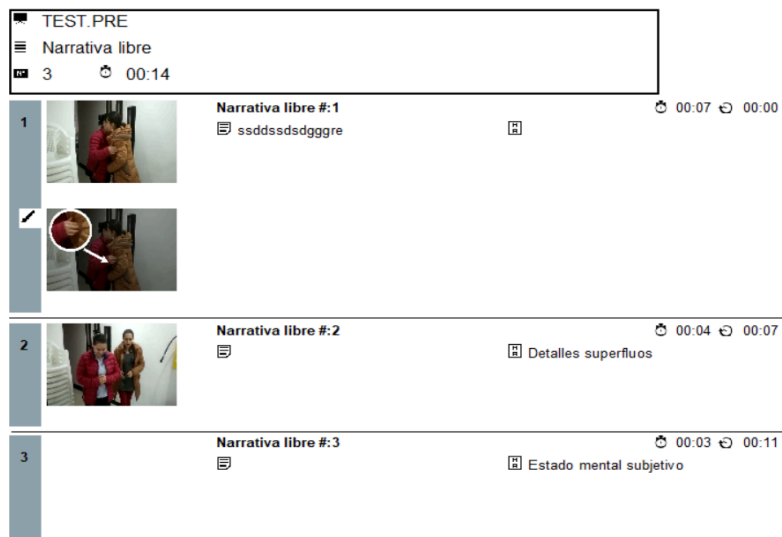 TEST.PRE
Narrativa libre
Nº 3 00:14
1 Narrativa libre #:1 00:07 00:00
ssddssdsdgggre
2 Narrativa libre #:2 00:04 00:07
Detalles superfluos
3 Narrativa libre #:3 00:03 00:11
Estado mental subjetivo